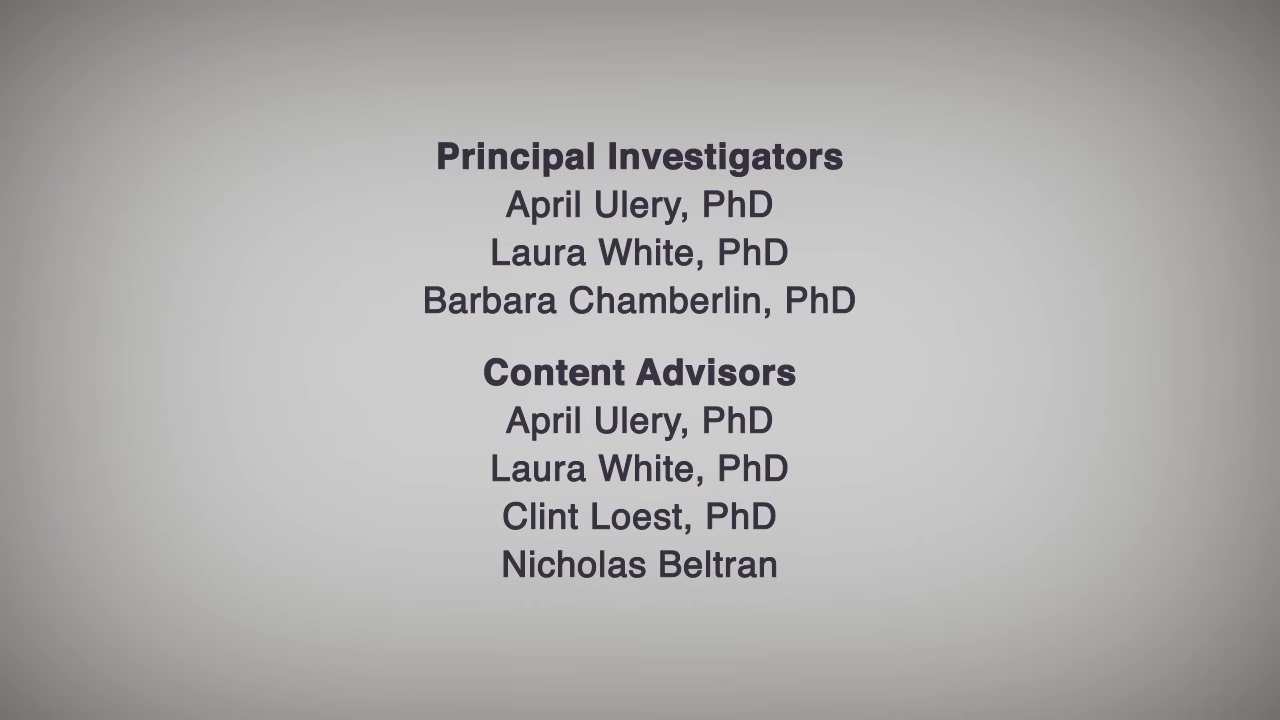 Principal Investigators
April Ulery, PhD
Laura White, PhD
Barbara Chamberlin, PhD
Content Advisors
April Ulery, PhD
Laura White, PhD
Clint Loest, PhD
Nicholas Beltran